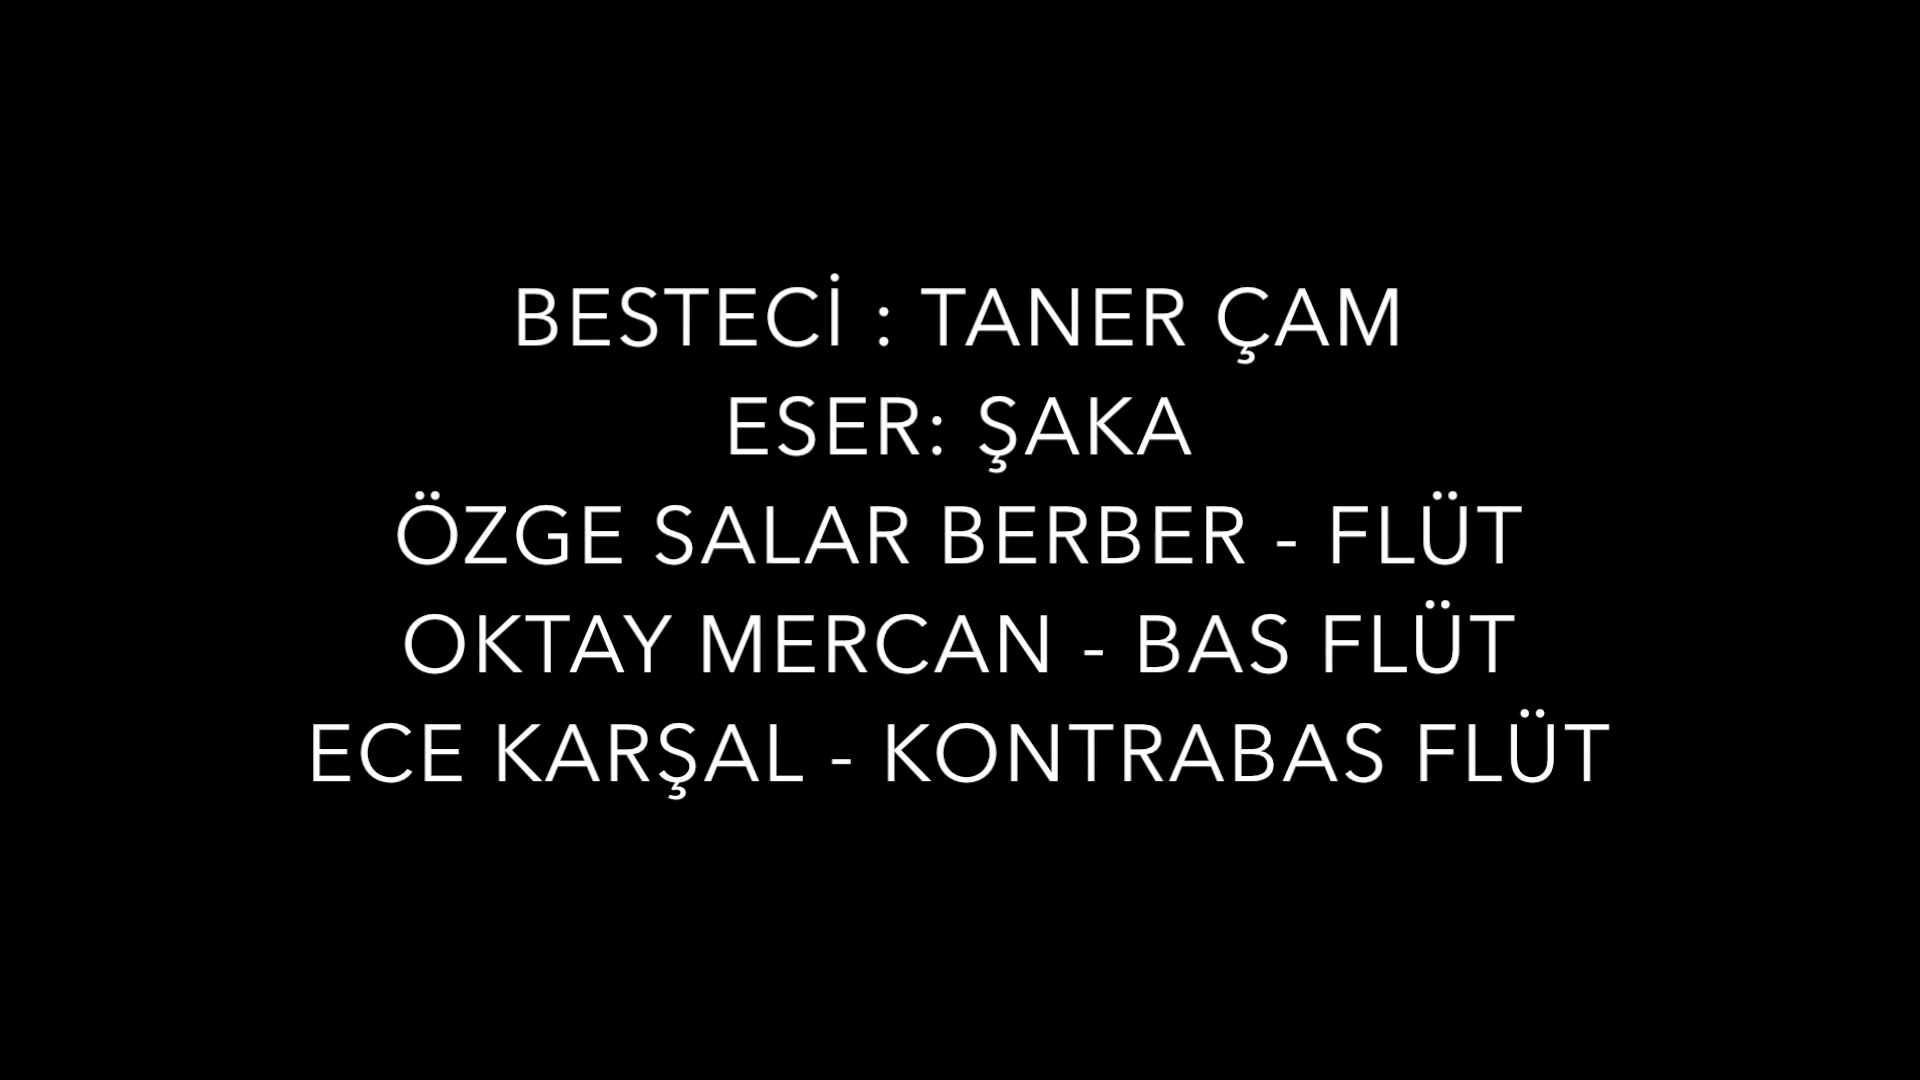 BESTECİ : TANER ÇAM
ESER: ŞAKA
ÖZGE SALAR BERBER - FLÜT
OKTAY MERCAN - BAS FLÜT
ECE KARŞAL - KONTRABAS FLÜT